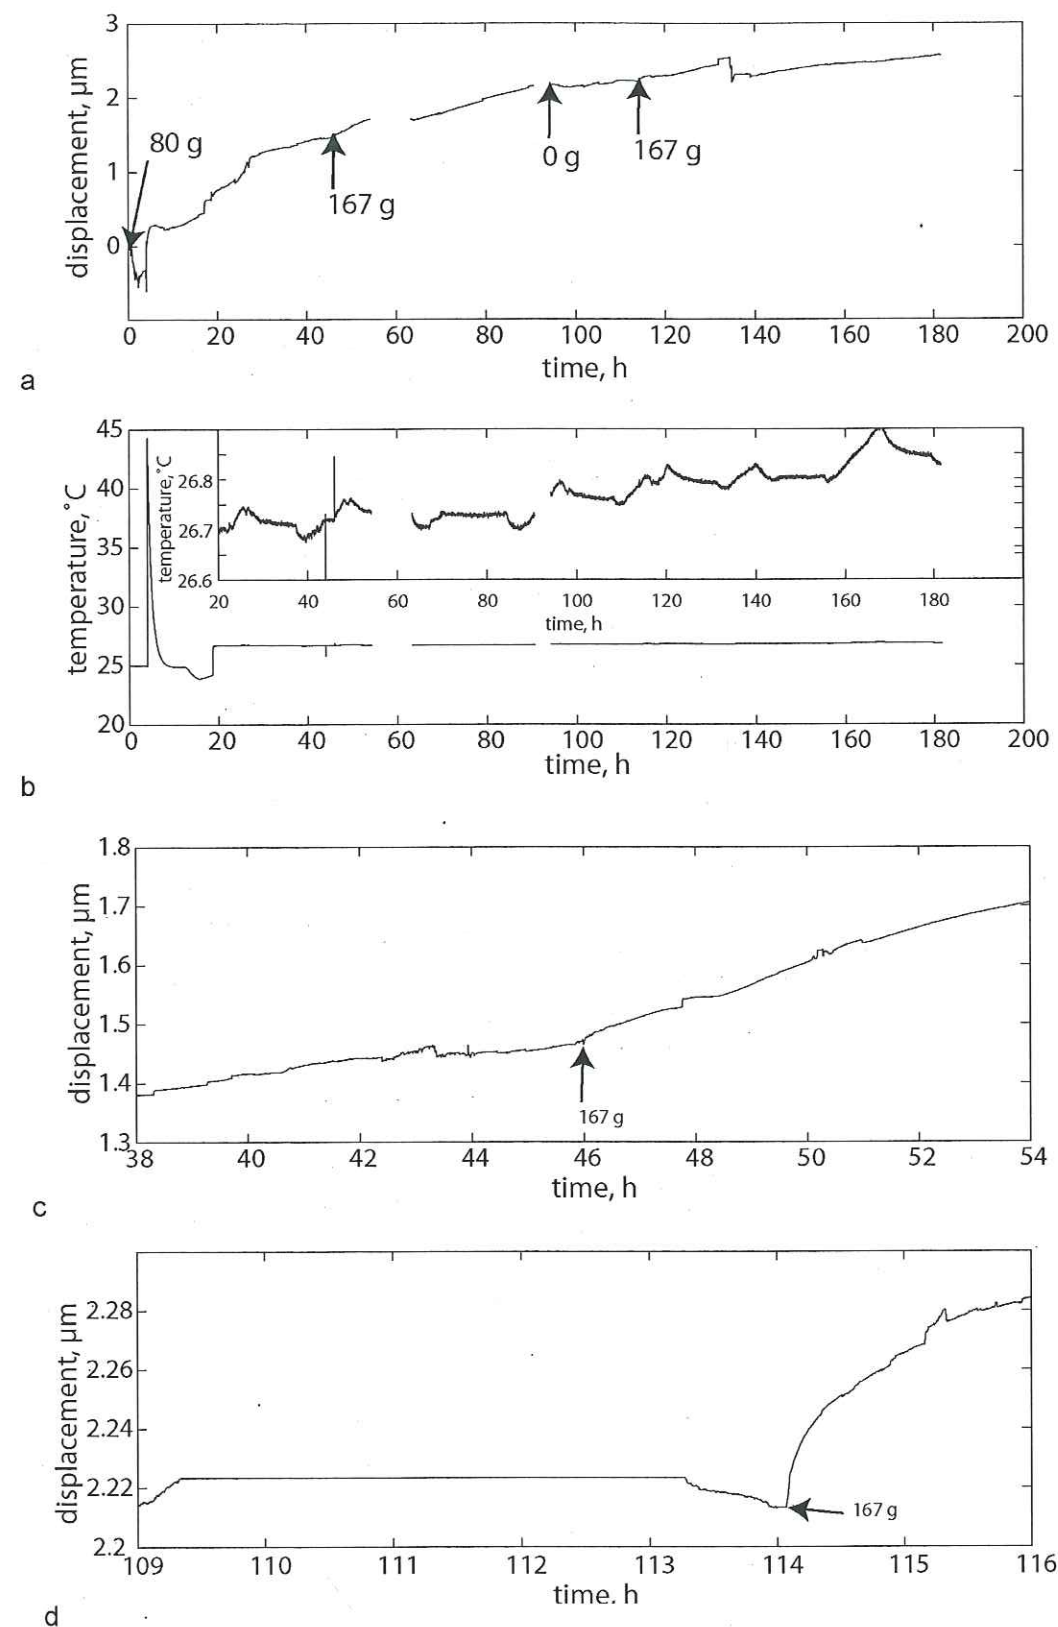 3
2
1
0
displacement, µm
80 g
167 g
0 g
167 g
0 20 40 60 80 100 120 140 160 180 200
time, h
a
45
40
35
30
25
20
temperature,˚C
26.8
26.7
26.6
temperature,˚C
20 40 60 80 100 120 140 160 180
time, h
0 20 40 60 80 100 120 140 160 180 200
time, h
b
1.8
1.7
1.6
1.5
1.4
1.3
displacement, µm
167 g
38 40 42 44 46 48 50 52 54
time, h
c
2.28
2.26
2.24
2.22
2.2
displacement, µm
167 g
109 110 111 112 113 114 115 116
time, h
d